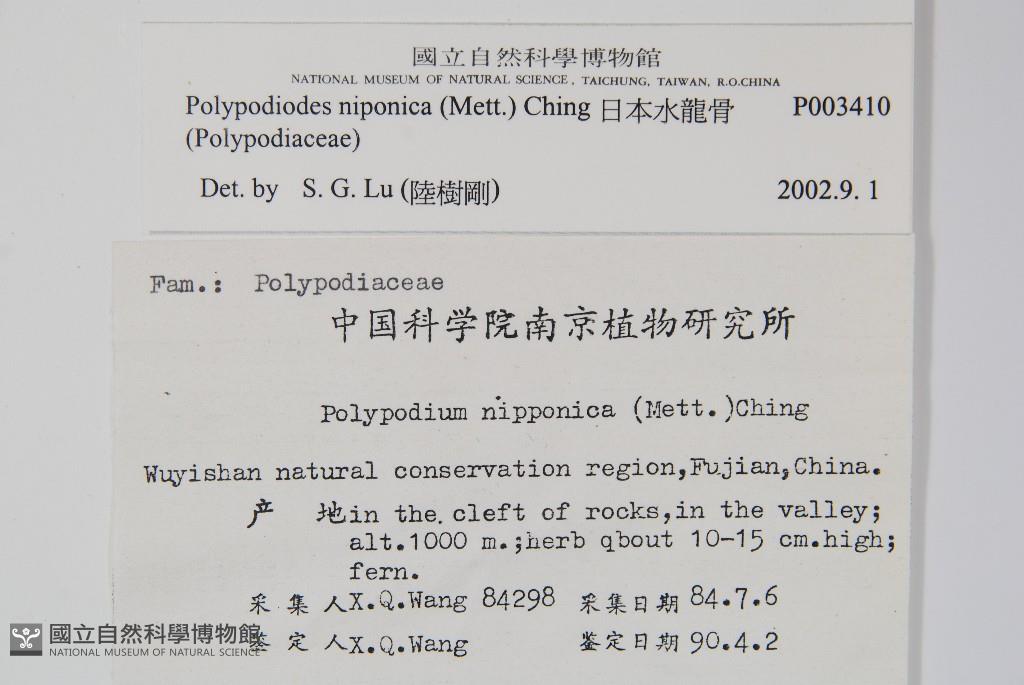 國立自然科學博物館
NATIONAL MUSEUM OF NATURAL SCIENCE, TAICHUNG, TAIWAN, R.O.CHINA
Polypodiodes niponica (Mett.) Ching 日本水龍骨 P003410
(Polypodiaceae)
Det. by S. G. Lu (陸樹剛) 2002.9. 1
Fam.: Polypodiaceae
中国科学院南京植物研究所
Polypodium nipponica (Mett.)Ching
Wuyishan natural conservation region,Fujian,China.
产 地 in the cleft of rocks,in the valley;
alt.1000 m.;herb qbout 10-15 cm.high;
fern.
采 集 人 X.Q.Wang 84298 采集日期 84.7.6
鉴 定 人 X.Q.Wang 鉴定日期 90.4.2
國立自然科學博物館
NATIONAL MUSEUM OF NATURAL SCIENCE